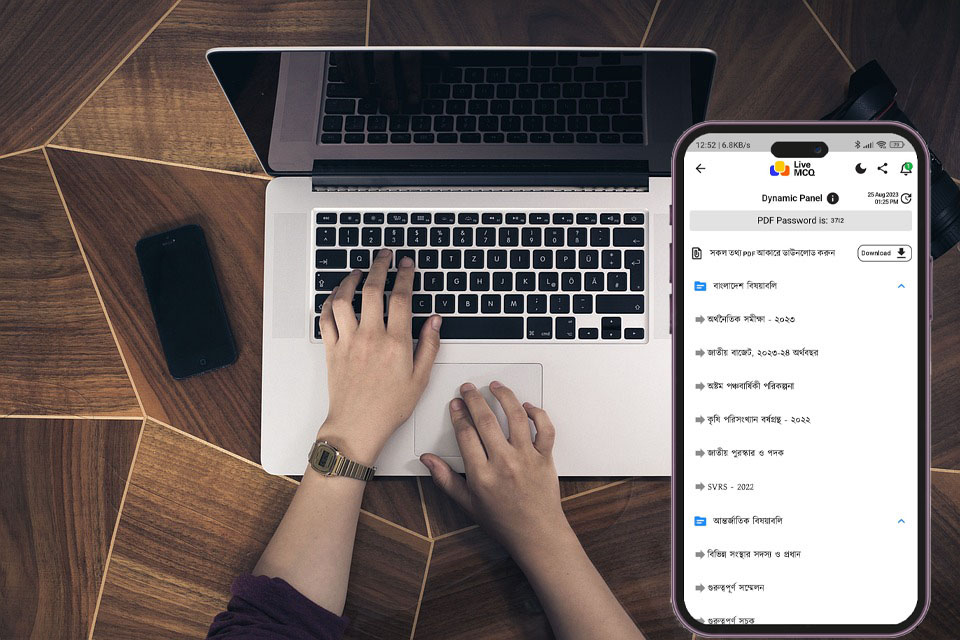 12:52 | 6.8KB/s
79
Live
MCQ
1
Dynamic Panel
25 Aug 2023
01:25 PM
PDF Password is: 3712
সকল তথ্য PDF আকারে ডাউনলোড করুন
Download
বাংলাদেশ বিষয়াবলি
অর্থনৈতিক সমীক্ষা - ২০২৩
জাতীয় বাজেট, ২০২৩-২৪ অর্থবছর
অষ্টম পঞ্চবার্ষিকী পরিকল্পনা
কৃষি পরিসংখ্যান বর্ষগ্রন্থ - ২০২২
জাতীয় পুরস্কার ও পদক
SVRS - 2022
আন্তর্জাতিক বিষয়াবলি
বিভিন্ন সংস্থার সদস্য ও প্রধান
গুরুত্বপূর্ণ সম্মেলন
গুরুত্বপূর্ণ সূচক